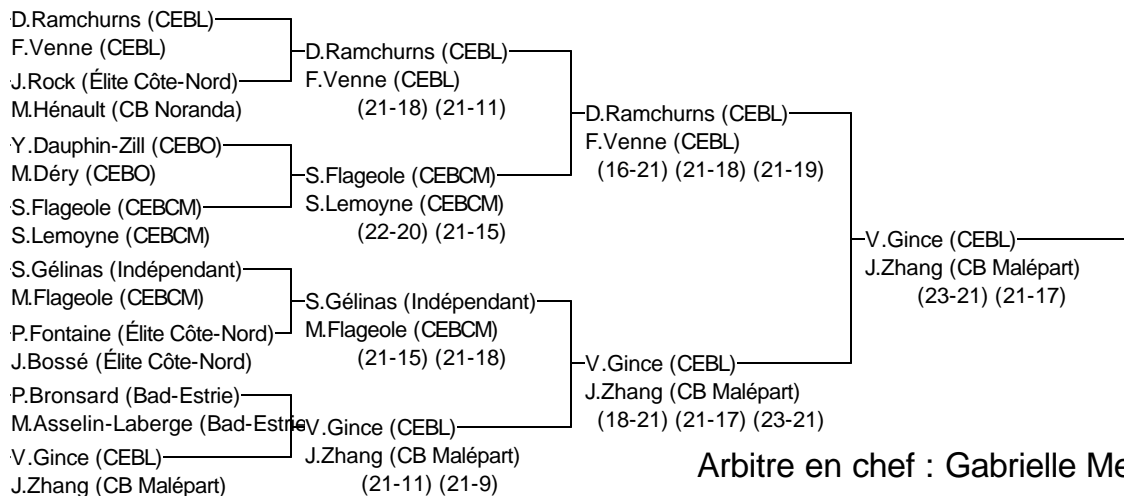 D.Ramchurns (CEBL)
F.Venne (CEBL)
J.Rock (Élite Côte-Nord)
M.Hénault (CB Noranda)
Y.Dauphin-Zill (CEBO)
M.Déry (CEBO)
S.Flageole (CEBCM)
S.Lemoyne (CEBCM)
S.Gélinas (Indépendant)
M.Flageole (CEBCM)
P.Fontaine (Élite Côte-Nord)
J.Bossé (Élite Côte-Nord)
P.Bronsard (Bad-Estrie)
M.Asselin-Laberge (Bad-Estrie
V.Gince (CEBL)
J.Zhang (CB Malépart)
D.Ramchurns (CEBL)
F.Venne (CEBL)
(21-18) (21-11)
S.Flageole (CEBCM)
S.Lemoyne (CEBCM)
(22-20) (21-15)
S.Gélinas (Indépendant)
M.Flageole (CEBCM)
(21-15) (21-18)
V.Gince (CEBL)
J.Zhang (CB Malépart)
(21-11) (21-9)
D.Ramchurns (CEBL)
F.Venne (CEBL)
(16-21) (21-18) (21-19)
V.Gince (CEBL)
J.Zhang (CB Malépart)
(18-21) (21-17) (23-21)
V.Gince (CEBL)
J.Zhang (CB Malépart)
(23-21) (21-17)
Arbitre en chef : Gabrielle Me